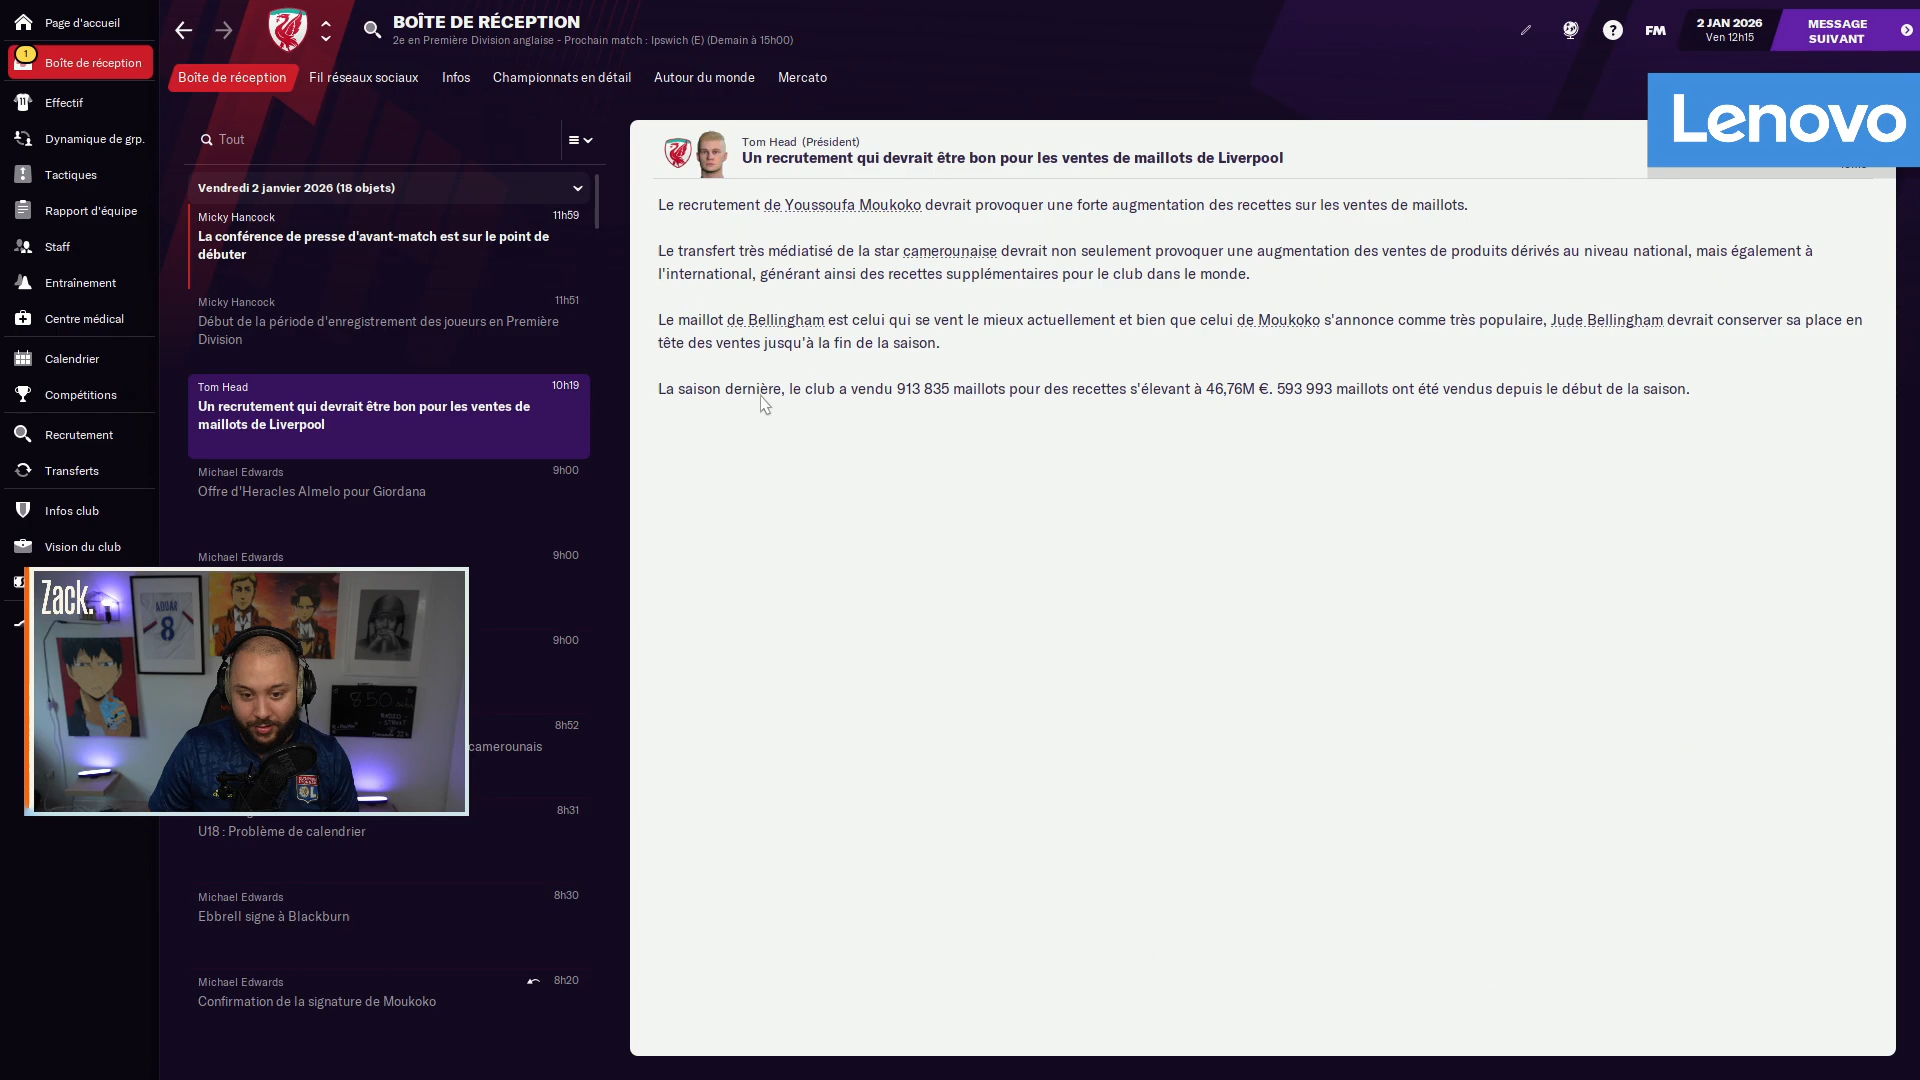 Page d'accueil
1
Boîte de réception
Effectif
Dynamique de grp.
Tactiques
Rapport d'équipe
Staff
Entraînement
Centre médical
Calendrier
Compétitions
Recrutement
Transferts
Infos club
Vision du club
BOÎTE DE RÉCEPTION
2e en Première Division anglaise - Prochain match : Ipswich (E) (Demain à 15h00)
FM
2 JAN 2026
Ven 12h15
MESSAGE
SUIVANT
Boîte de réception
Fil réseaux sociaux
Infos
Championnats en détail
Autour du monde
Mercato
Lenovo
Tout
Vendredi 2 janvier 2026 (18 objets)
Micky Hancock
11h59
La conférence de presse d'avant-match est sur le point de
débuter
Micky Hancock
11h51
Début de la période d'enregistrement des joueurs en Première
Division
Tom Head
10h19
Un recrutement qui devrait être bon pour les ventes de
maillots de Liverpool
Michael Edwards
9h00
Offre d'Heracles Almelo pour Giordana
Michael Edwards
9h00
9h00
8h52
camerounais
8h31
U18 : Problème de calendrier
Michael Edwards
8h30
Ebbrell signe à Blackburn
Michael Edwards
8h20
Confirmation de la signature de Moukoko
Zack.
AOUAR
8
850
Tom Head (Président)
Un recrutement qui devrait être bon pour les ventes de maillots de Liverpool
Le recrutement de Youssoufa Moukoko devrait provoquer une forte augmentation des recettes sur les ventes de maillots.
Le transfert très médiatisé de la star camerounaise devrait non seulement provoquer une augmentation des ventes de produits dérivés au niveau national, mais également à
l'international, générant ainsi des recettes supplémentaires pour le club dans le monde.
Le maillot de Bellingham est celui qui se vent le mieux actuellement et bien que celui de Moukoko s'annonce comme très populaire, Jude Bellingham devrait conserver sa place en
tête des ventes jusqu'à la fin de la saison.
La saison dernière, le club a vendu 913 835 maillots pour des recettes s'élevant à 46,76M €. 593 993 maillots ont été vendus depuis le début de la saison.